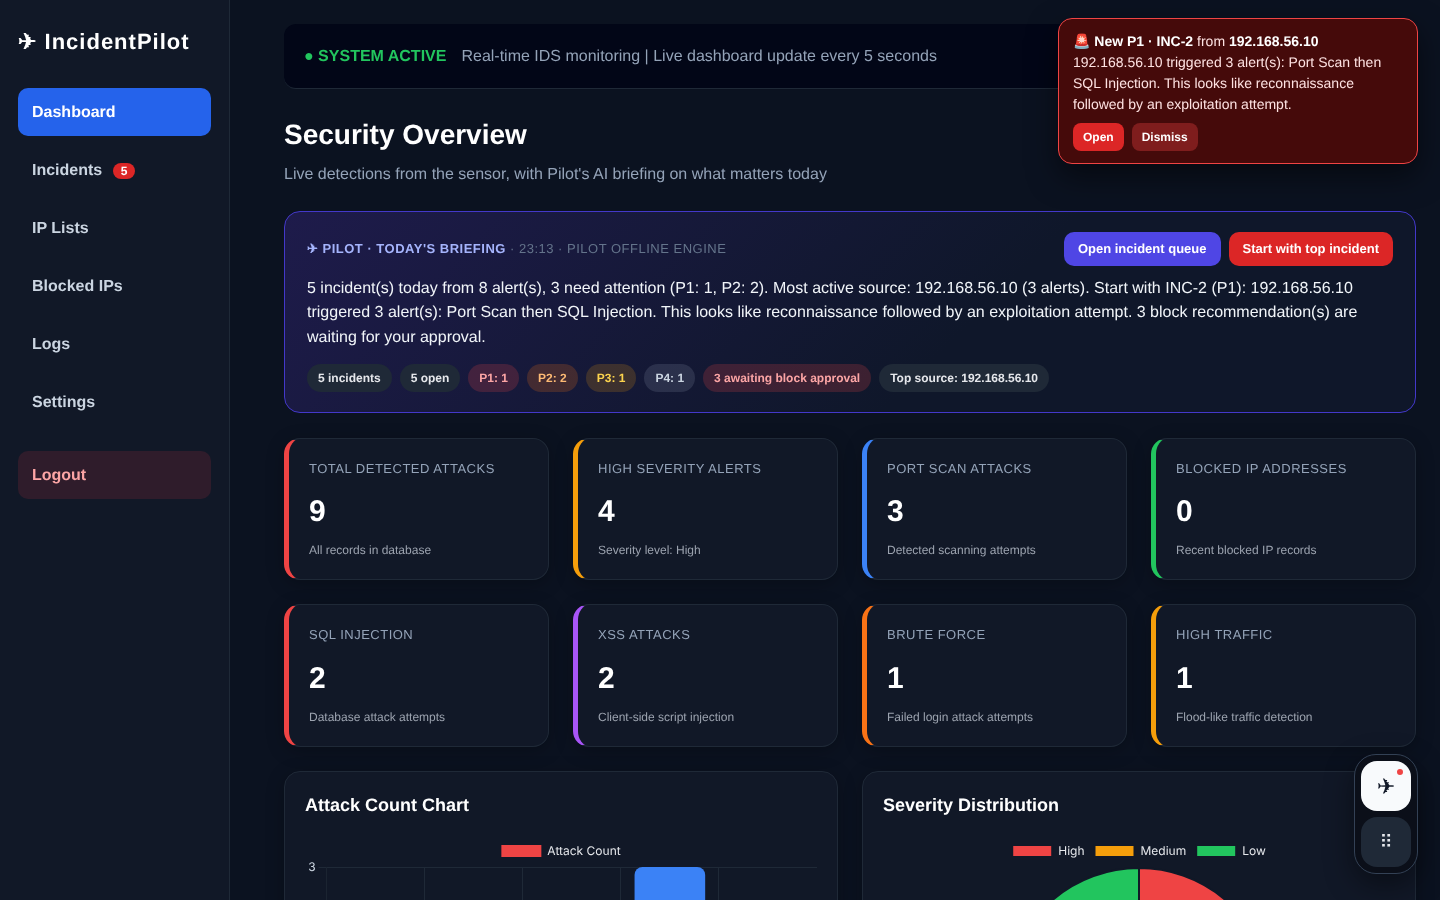 ✈ IncidentPilot
Dashboard
Incidents 5
IP Lists
Blocked IPs
Logs
Settings
Logout
● SYSTEM ACTIVE Real-time IDS monitoring | Live dashboard update every 5 seconds
🚨 New P1 · INC-2 from 192.168.56.10
192.168.56.10 triggered 3 alert(s): Port Scan then
SQL Injection. This looks like reconnaissance
followed by an exploitation attempt.
Open Dismiss
Security Overview
Live detections from the sensor, with Pilot's AI briefing on what matters today
✈ PILOT · TODAY'S BRIEFING · 23:13 · PILOT OFFLINE ENGINE
Open incident queue Start with top incident
5 incident(s) today from 8 alert(s), 3 need attention (P1: 1, P2: 2). Most active source: 192.168.56.10 (3 alerts). Start with INC-2 (P1): 192.168.56.10
triggered 3 alert(s): Port Scan then SQL Injection. This looks like reconnaissance followed by an exploitation attempt. 3 block recommendation(s) are
waiting for your approval.
5 incidents 5 open P1: 1 P2: 2 P3: 1 P4: 1 3 awaiting block approval Top source: 192.168.56.10
TOTAL DETECTED ATTACKS
9
All records in database
HIGH SEVERITY ALERTS
4
Severity level: High
PORT SCAN ATTACKS
3
Detected scanning attempts
BLOCKED IP ADDRESSES
0
Recent blocked IP records
SQL INJECTION
2
Database attack attempts
XSS ATTACKS
2
Client-side script injection
BRUTE FORCE
1
Failed login attack attempts
HIGH TRAFFIC
1
Flood-like traffic detection
Attack Count Chart
Attack Count
3
Severity Distribution
High Medium Low